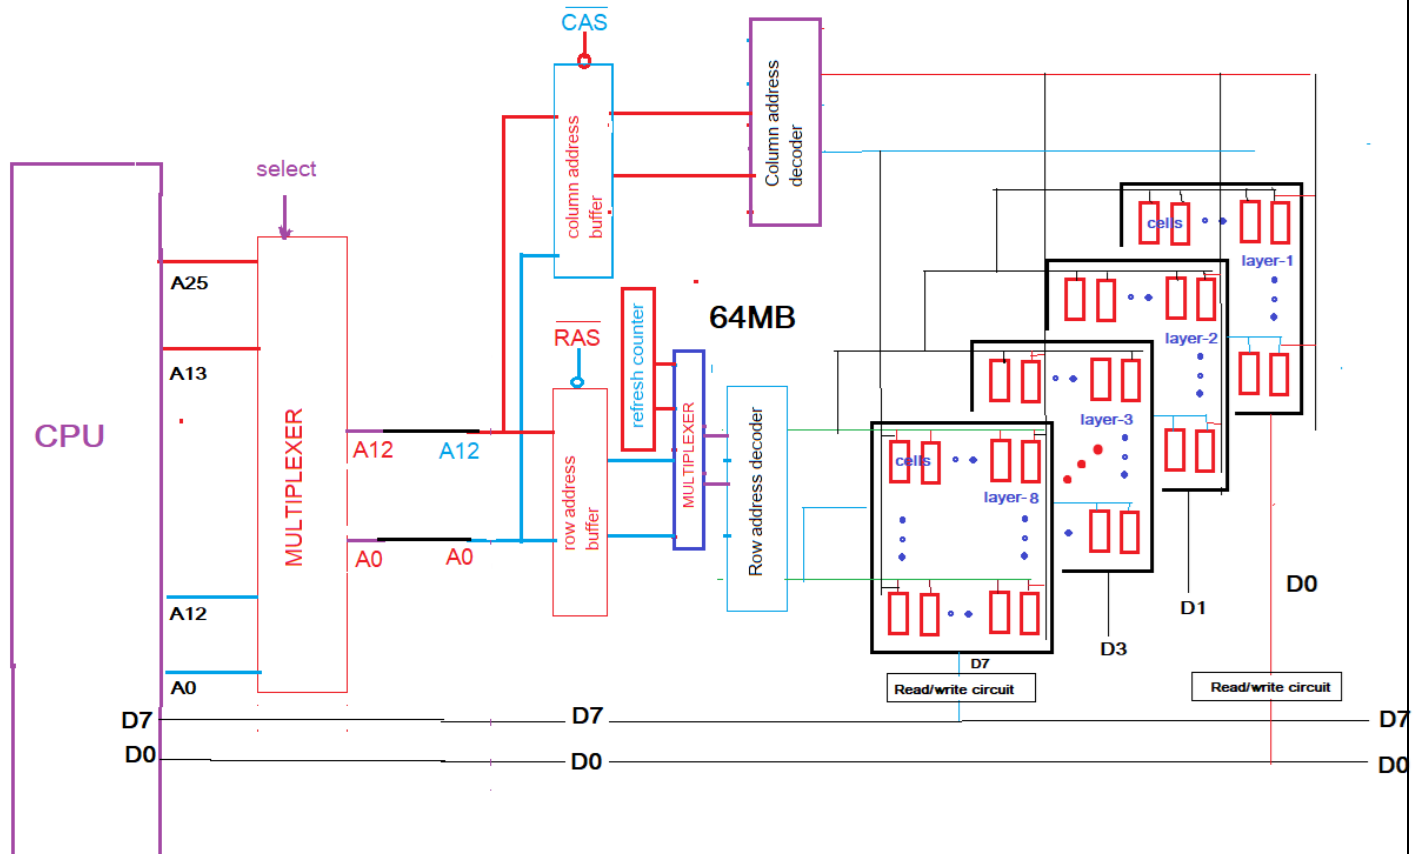 CAS
Column address
decoder
column address
buffer
select
CPU
A25
A13
A12
A0
MULTIPLEXER
A12
A12
A0
A0
RAS
row address
buffer
refresh counter
MULTIPLEXER
Row address decoder
64MB
cells
layer-1
layer-2
layer-3
cells
layer-8
D0
D1
D3
D7
Read/write circuit
Read/write circuit
D7
D7
D7
D0
D0
D0